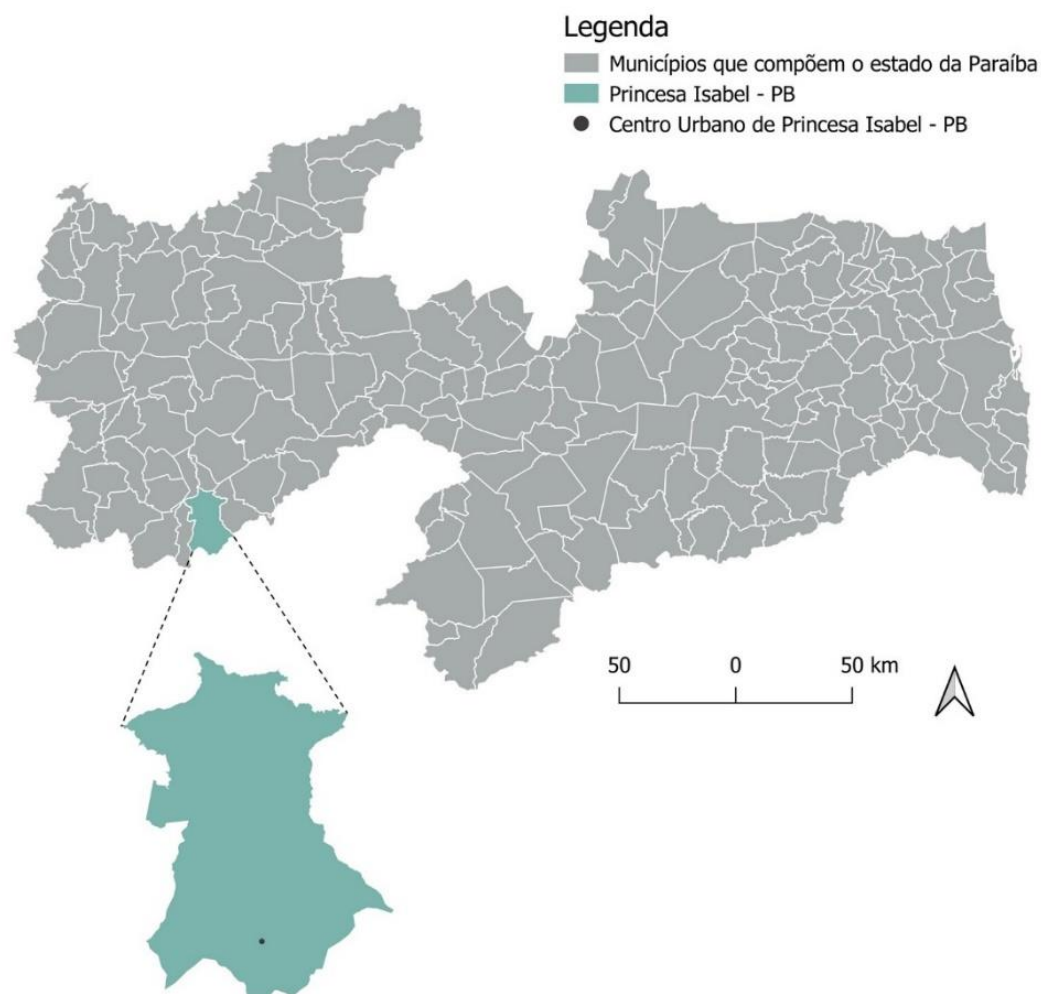 Legenda
Municípios que compõem o estado da Paraíba
Princesa Isabel - PB
Centro Urbano de Princesa Isabel - PB
50 0 50 km